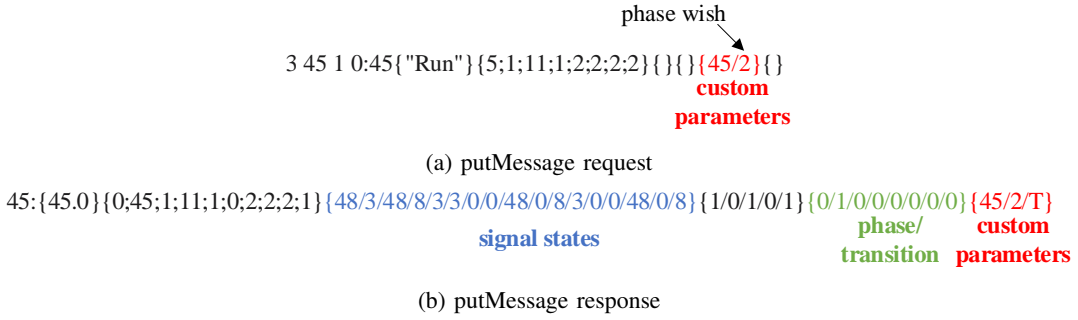 phase wish
3 45 1 0:45{"Run"}{5;1;11;1;2;2;2;2}{}{}{45/2}{}
custom
parameters
(a) putMessage request
45:{45.0}{0;45;1;11;1;0;2;2;2;1}{48/3/48/8/3/3/0/0/48/0/8/3/0/0/48/0/8}{1/0/1/0/1}{0/1/0/0/0/0/0/0}{45/2/T}
signal states
phase/
transition
custom
parameters
(b) putMessage response